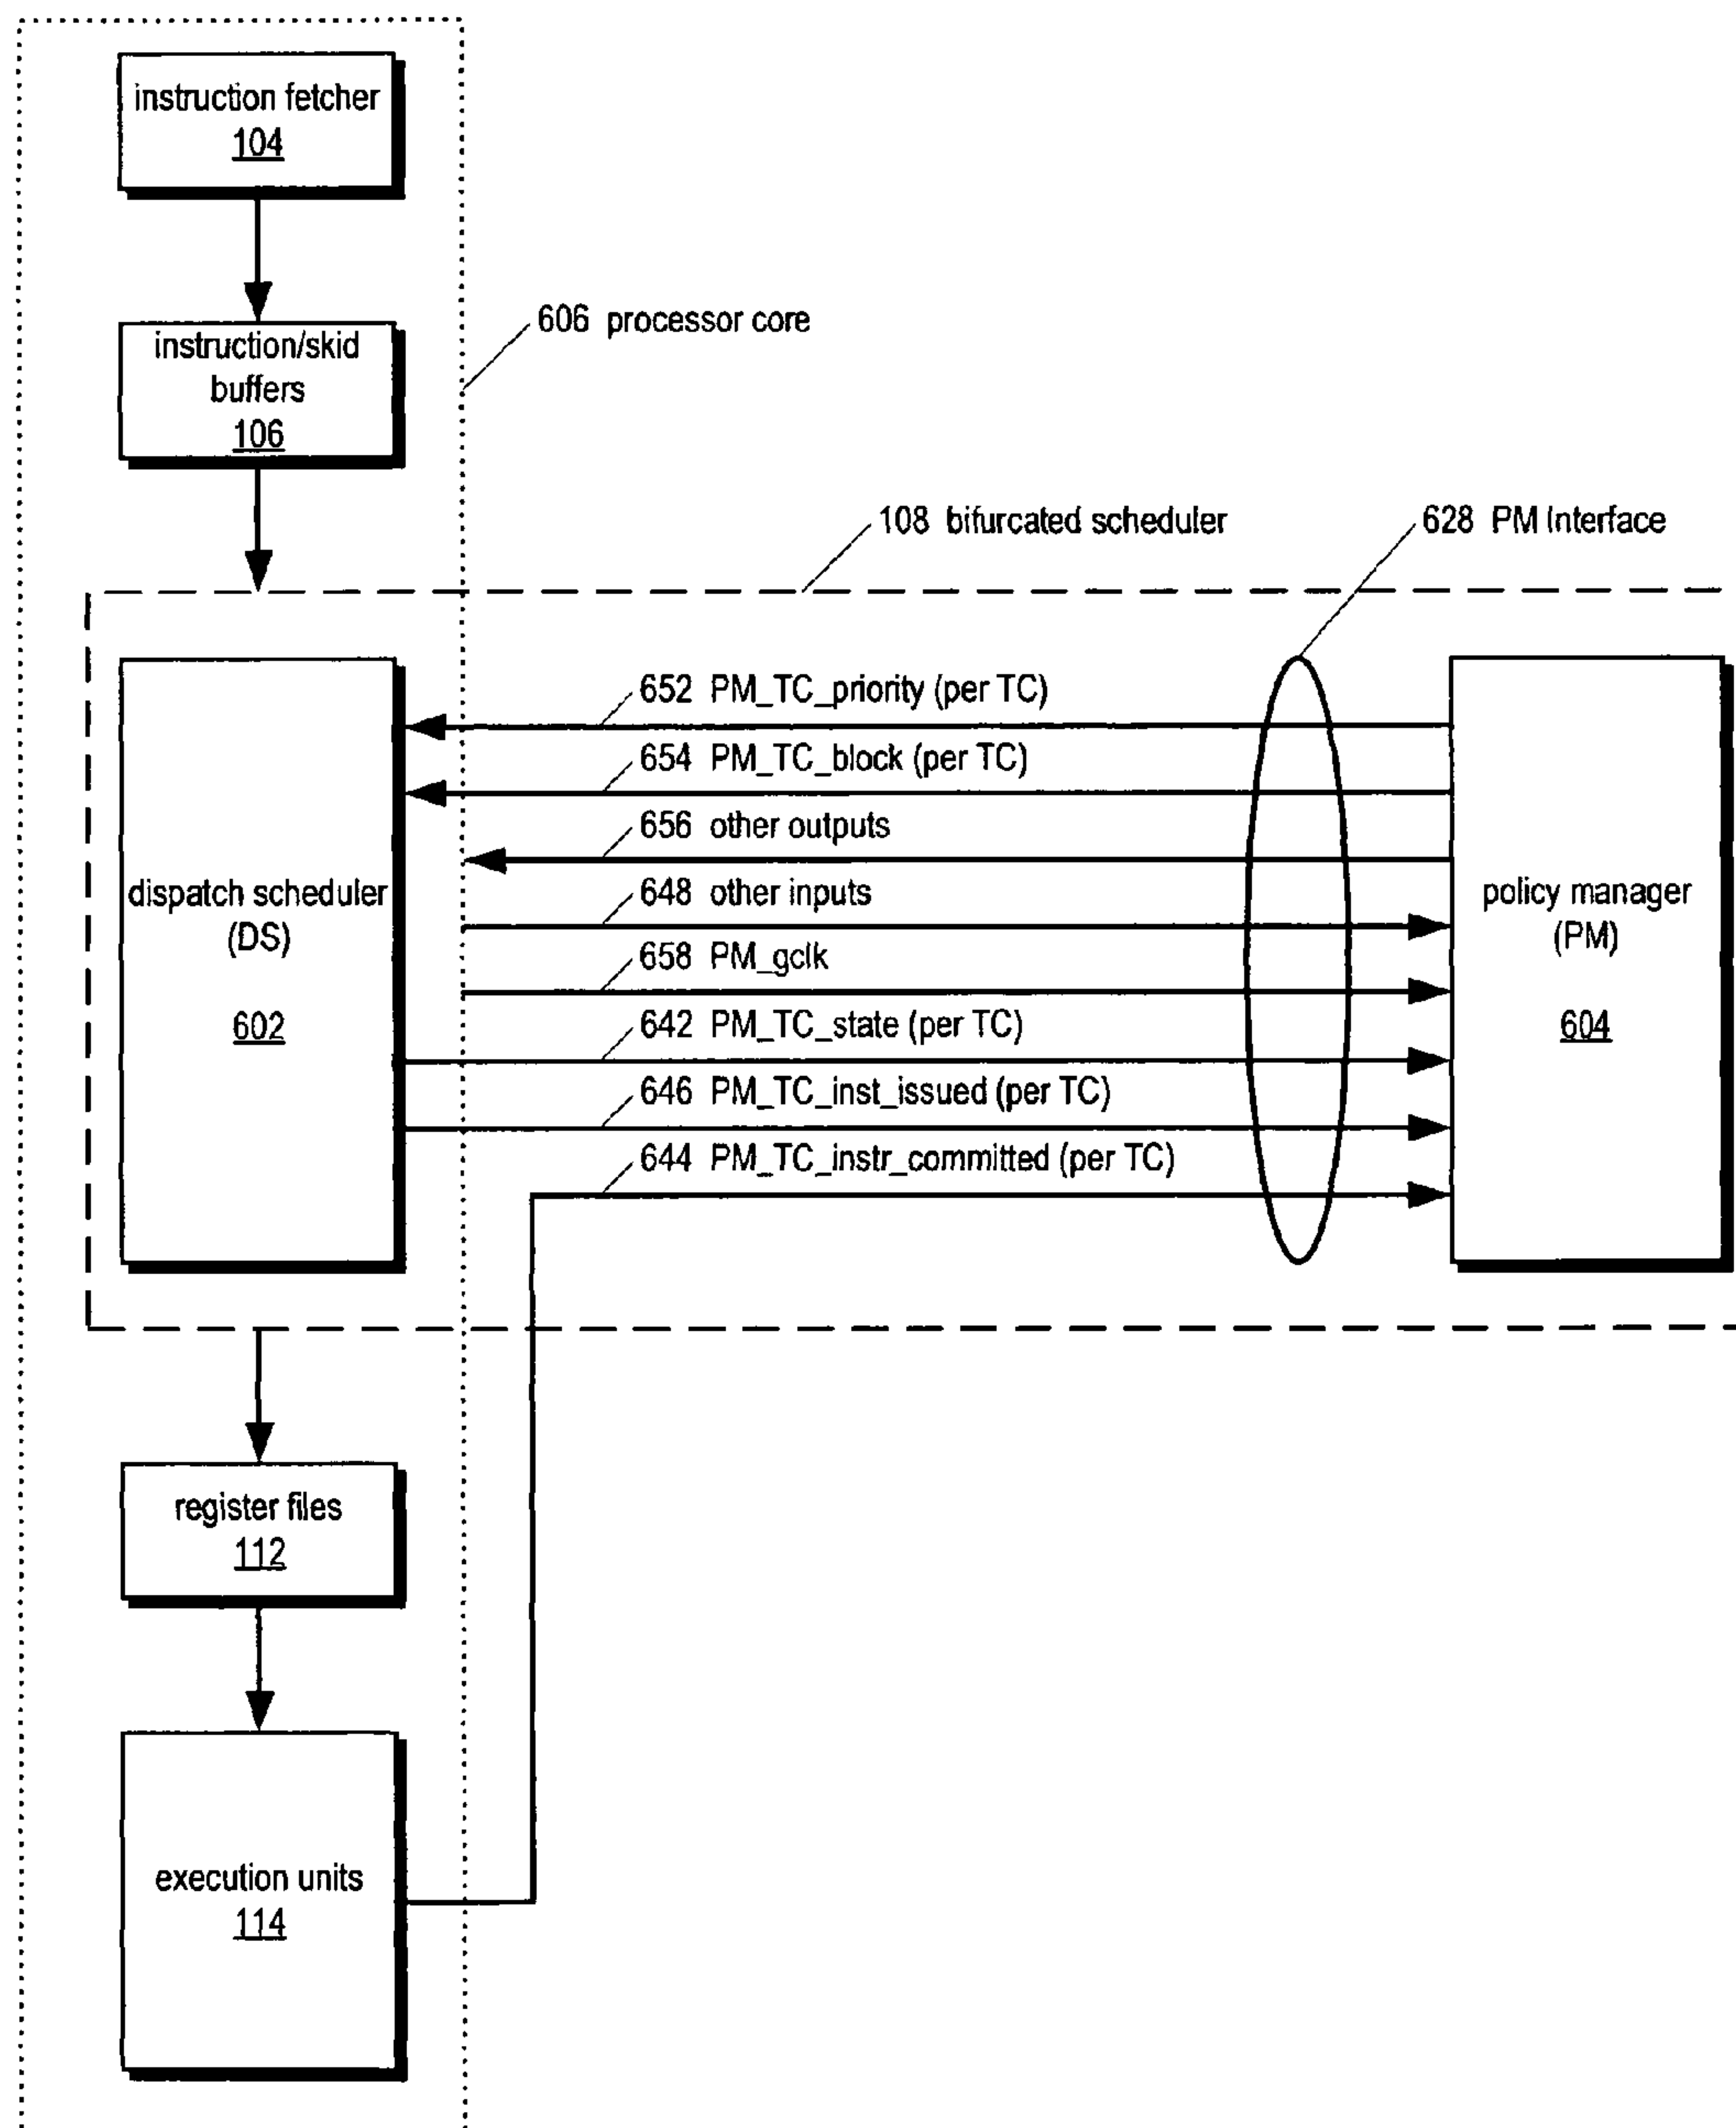 instruction fetcher
104
instruction/skid
buffers
106
606 processor core
108 bifurcated scheduler
628 PM Interface
652 PM_TC_priority (per TC)
654 PM_TC_block (per TC)
656 other outputs
648 other inputs
658 PM_gclk
642 PM_TC_state (per TC)
646 PM_TC_inst_issued (per TC)
644 PM_TC_instr_committed (per TC)
dispatch scheduler
(DS)
602
policy manager
(PM)
604
register files
112
execution units
114